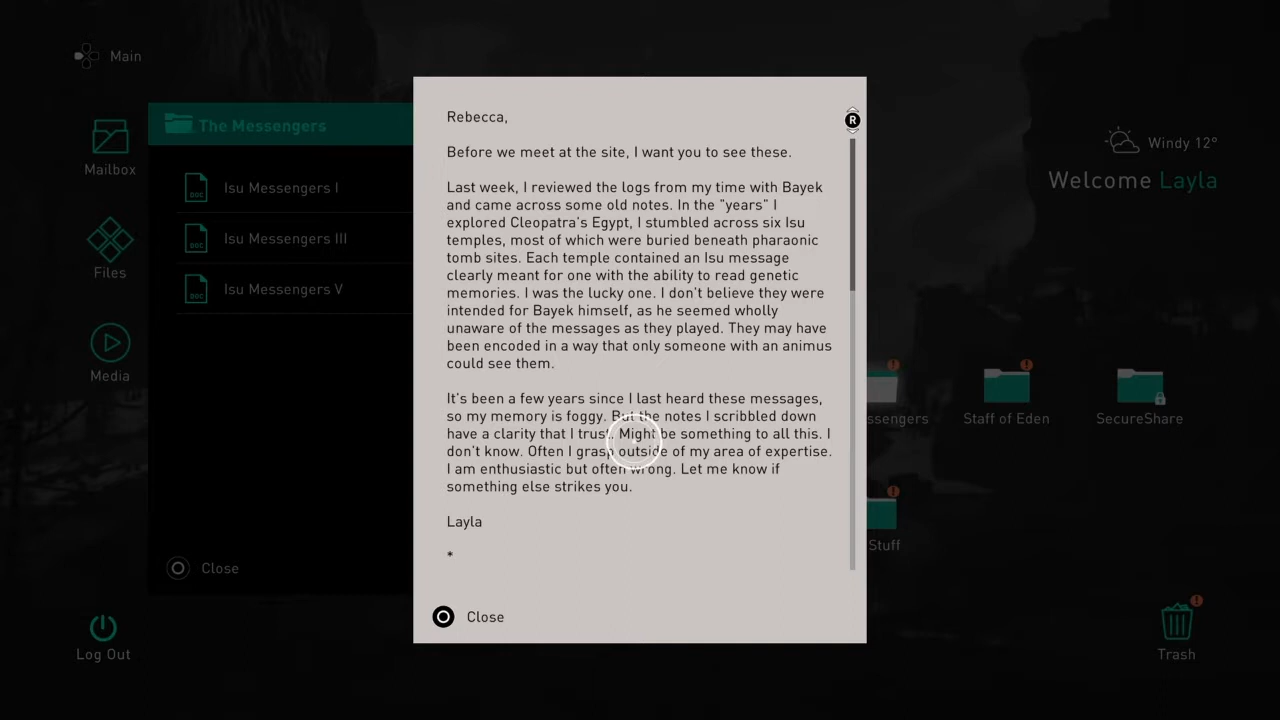 Main
The Messengers
Mailbox
Isu Messengers I
Isu Messengers III
Files
Isu Messengers V
Media
Close
Log Out
Rebecca,
Before we meet at the site, I want you to see these.
Last week, I reviewed the logs from my time with Bayek
and came across some old notes. In the "years" I
explored Cleopatra's Egypt, I stumbled across six Isu
temples, most of which were buried beneath pharaonic
tomb sites. Each temple contained an Isu message
clearly meant for one with the ability to read genetic
memories. I was the lucky one. I don't believe they were
intended for Bayek himself, as he seemed wholly
unaware of the messages as they played. They may have
been encoded in a way that only someone with an animus
could see them.
It's been a few years since I last heard these messages,
so my memory is foggy. But the notes I scribbled down
have a clarity that I trust. Might be something to all this. I
don't know. Often I grasp outside of my area of expertise.
I am enthusiastic but often wrong. Let me know if
something else strikes you.
Layla
*
Close
R
Windy 12°
Welcome Layla
ssengers
Staff of Eden
SecureShare
Stuff
Trash